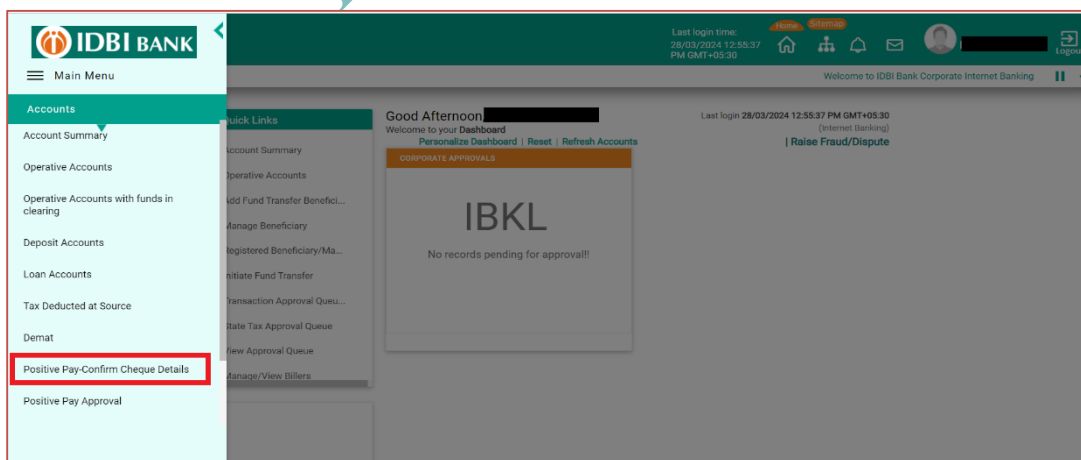 IDBI BANK
Main Menu
Accounts
Account Summary
Operative Accounts
Operative Accounts with funds in
clearing
Deposit Accounts
Loan Accounts
Tax Deducted at Source
Demat
Positive Pay-Confirm Cheque Details
Positive Pay Approval
Last login time:
28/03/2024 12:55:37
PM GMT+05:30
Home
Sitemap
Logou
Welcome to IDBI Bank Corporate Internet Banking
Quick Links
Account Summary
Operative Accounts
Add Fund Transfer Benefici...
Manage Beneficiary
Registered Beneficiary/Ma...
Initiate Fund Transfer
Transaction Approval Queu...
State Tax Approval Queue
View Approval Queue
Manage/View Billers
Good Afternoon,
Welcome to your Dashboard
Personalize Dashboard | Reset | Refresh Accounts
CORPORATE APPROVALS
IBKL
No records pending for approval!!
Last login 28/03/2024 12:55:37 PM GMT+05:30
(Internet Banking)
| Raise Fraud/Dispute